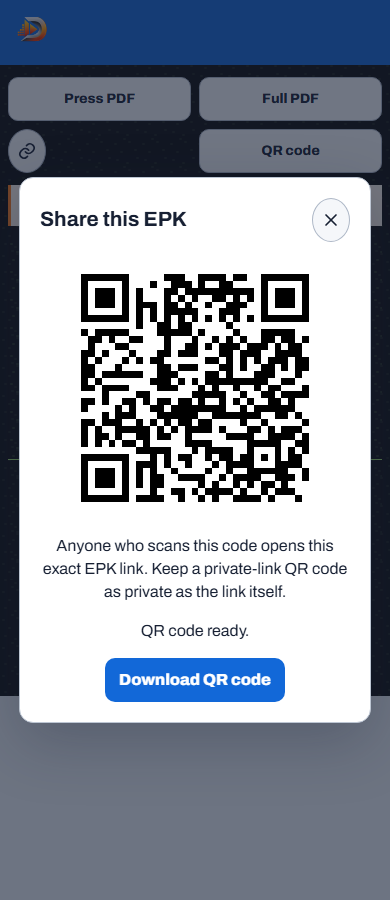 Press PDF
Full PDF
QR code
Share this EPK
Anyone who scans this code opens this
exact EPK link. Keep a private-link QR code
as private as the link itself.
QR code ready.
Download QR code